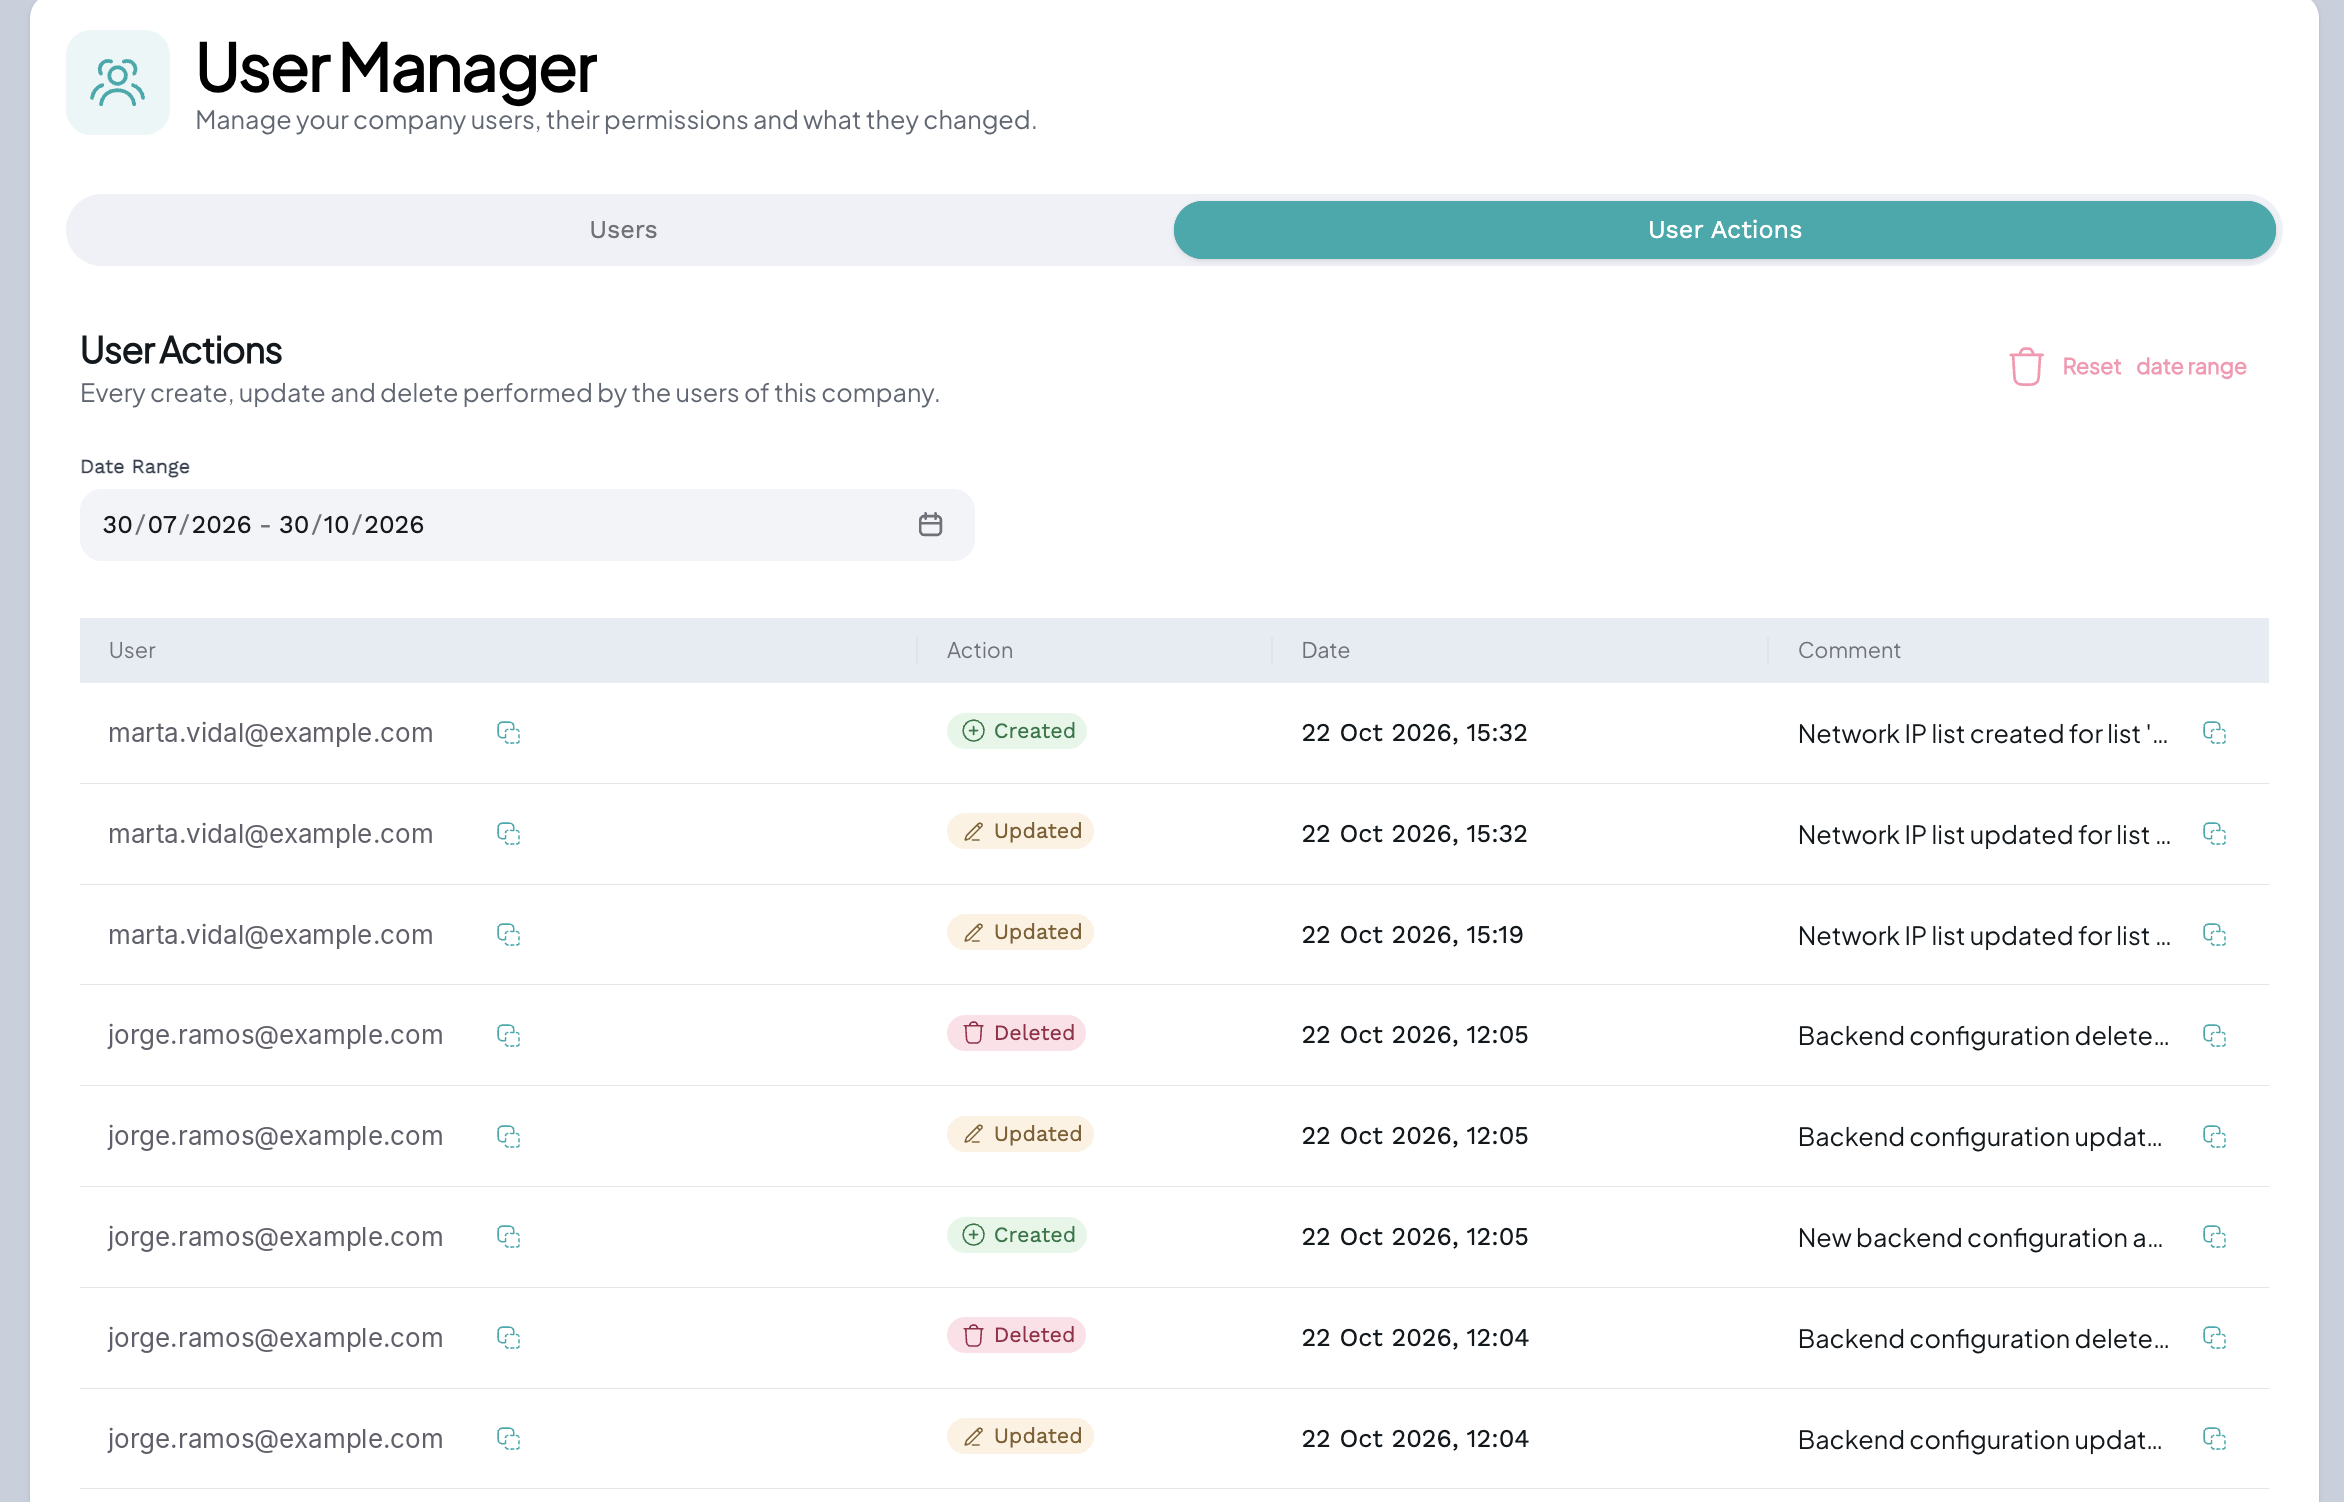 User Manager
Manage your company users, their permissions and what they changed.
Users
User Actions
User Actions
Every create, update and delete performed by the users of this company.
Reset date range
Date Range
30/07/2026 - 30/10/2026
User Action Date Comment
marta.vidal@example.com Created 22 Oct 2026, 15:32 Network IP list created for list '...
marta.vidal@example.com Updated 22 Oct 2026, 15:32 Network IP list updated for list ...
marta.vidal@example.com Updated 22 Oct 2026, 15:19 Network IP list updated for list ...
jorge.ramos@example.com Deleted 22 Oct 2026, 12:05 Backend configuration delete...
jorge.ramos@example.com Updated 22 Oct 2026, 12:05 Backend configuration updat...
jorge.ramos@example.com Created 22 Oct 2026, 12:05 New backend configuration a...
jorge.ramos@example.com Deleted 22 Oct 2026, 12:04 Backend configuration delete...
jorge.ramos@example.com Updated 22 Oct 2026, 12:04 Backend configuration updat...